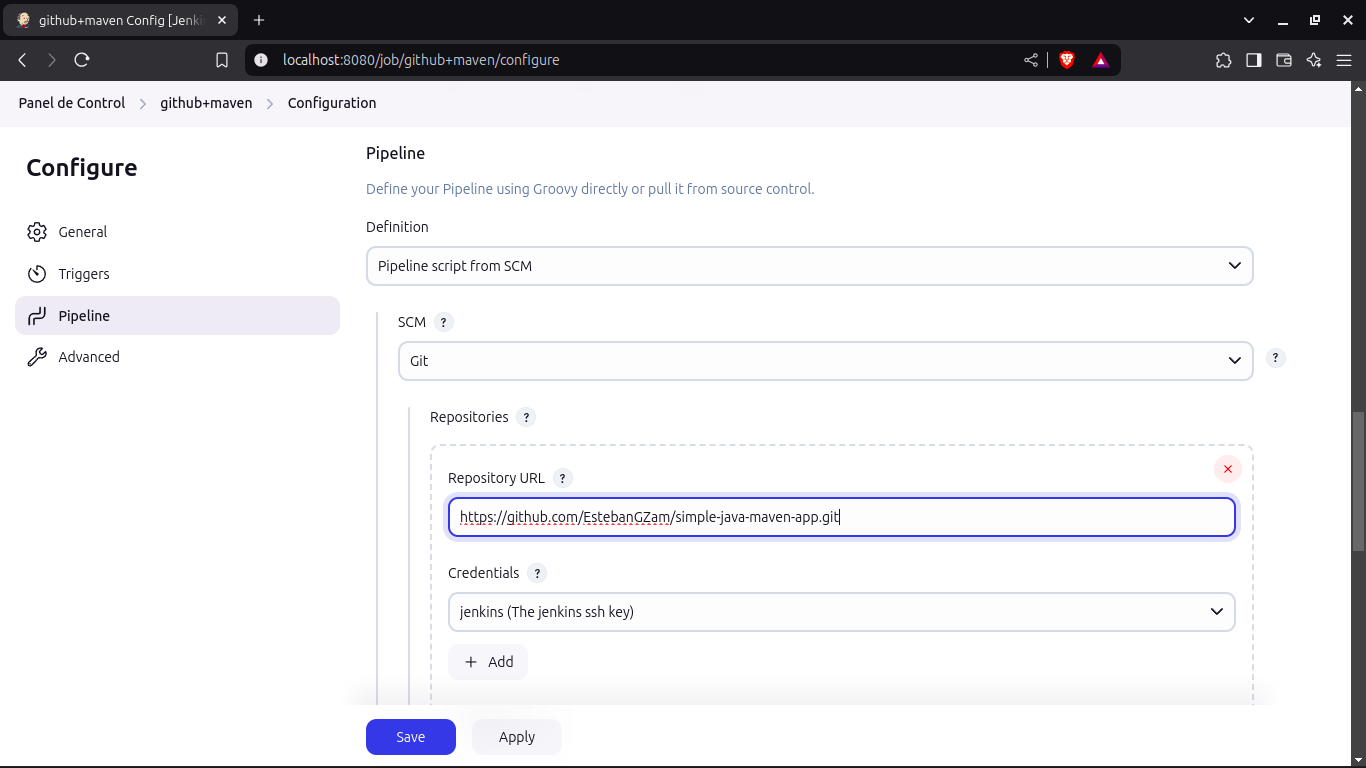 github+maven Config [Jenki
localhost:8080/job/github+maven/configure
Panel de Control > github+maven > Configuration
Configure
General
Triggers
Pipeline
Advanced
Pipeline
Define your Pipeline using Groovy directly or pull it from source control.
Definition
Pipeline script from SCM
SCM ?
Git
?
Repositories ?
Repository URL ?
https://github.com/EstebanGZam/simple-java-maven-app.git
Credentials ?
jenkins (The jenkins ssh key)
+ Add
Save Apply